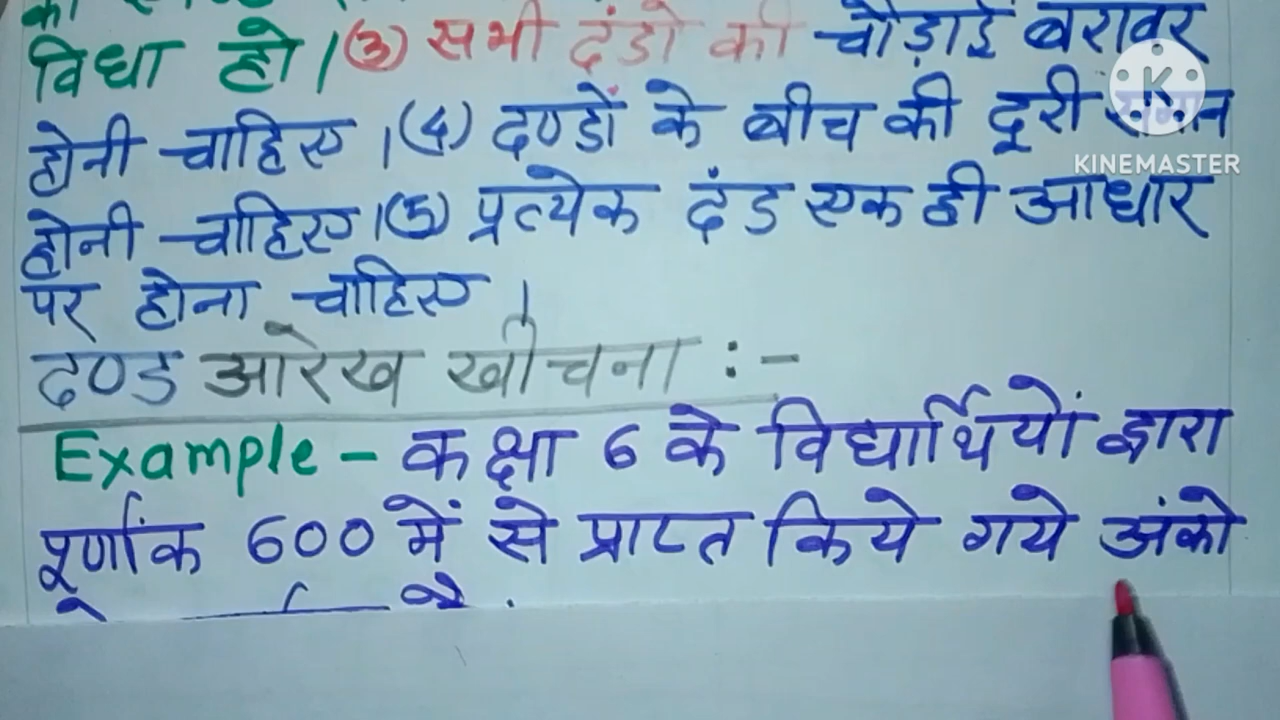 विधा हो। (3) सभी दंडो की चौड़ाई बरावर
होनी चाहिए। (4) दण्डों के बीच की दूरी समान
होनी चाहिए। (5) प्रत्येक दंड एक ही आधार
पर होना चाहिए।
दण्ड आरेख खींचना :-
Example - कक्षा 6 के विद्यार्थियों द्वारा
पूर्णांक 600 में से प्राप्त किये गये अंको
KINEMASTER